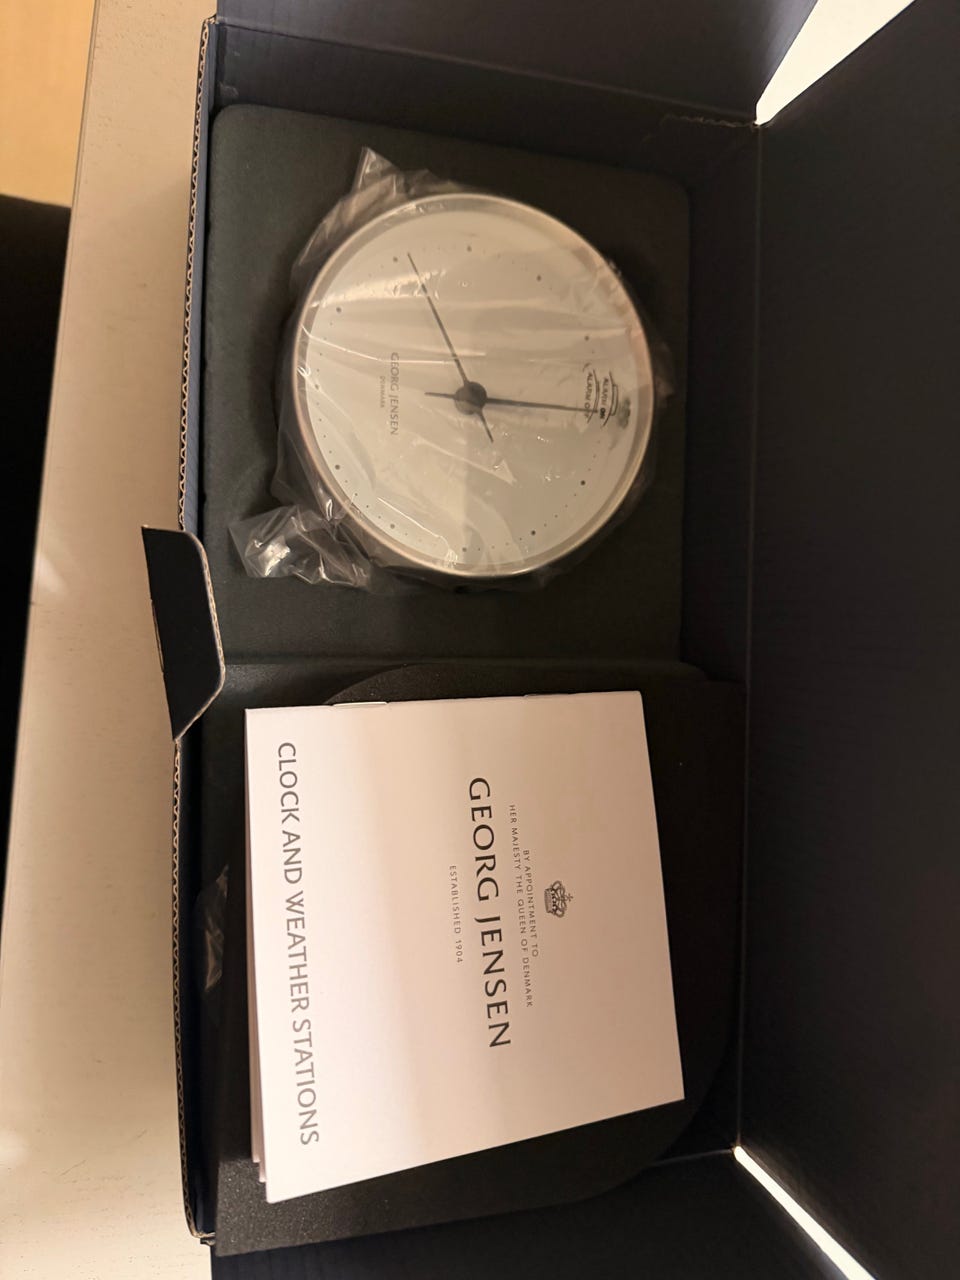 ALARM ON
ALARM OFF
GEORG JENSEN
DENMARK
BY APPOINTMENT TO
HER MAJESTY THE QUEEN OF DENMARK
GEORG JENSEN
ESTABLISHED 1904
CLOCK AND WEATHER STATIONS